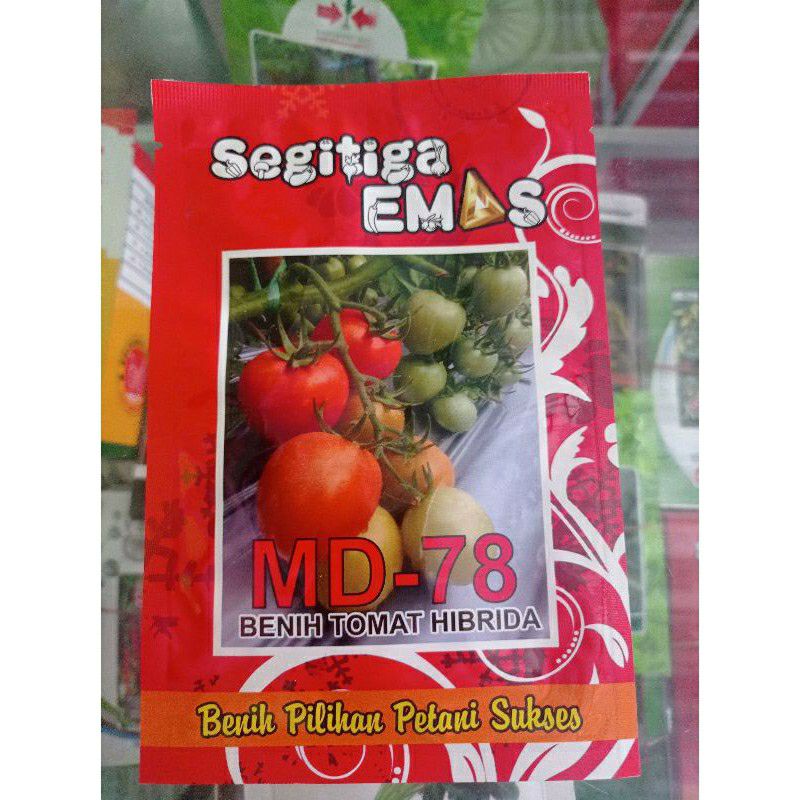 Segitiga
EMAS
MD-78
BENIH TOMAT HIBRIDA
Benih Pilihan Petani Sukses